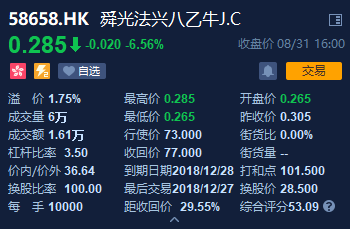 58658.HK 舜光法兴八乙牛J.C
0.285 -0.020 -6.56% 收盘价 08/31 16:00
自选 交易
溢 价 1.75% 最高价 0.285 开盘价 0.265
成交量 6万 最低价 0.265 昨收价 0.305
成交额 1.61万 行使价 73.000 街货比 0.00%
杠杆比率 3.50 收回价 77.000 街货量 --
价内/价外 36.64 到期日期 2018/12/28 打和点 101.500
换股比率 100.00 最后交易 2018/12/27 换股价 28.500
每 手 10000 距收回价 29.55% 综合评分 53.09